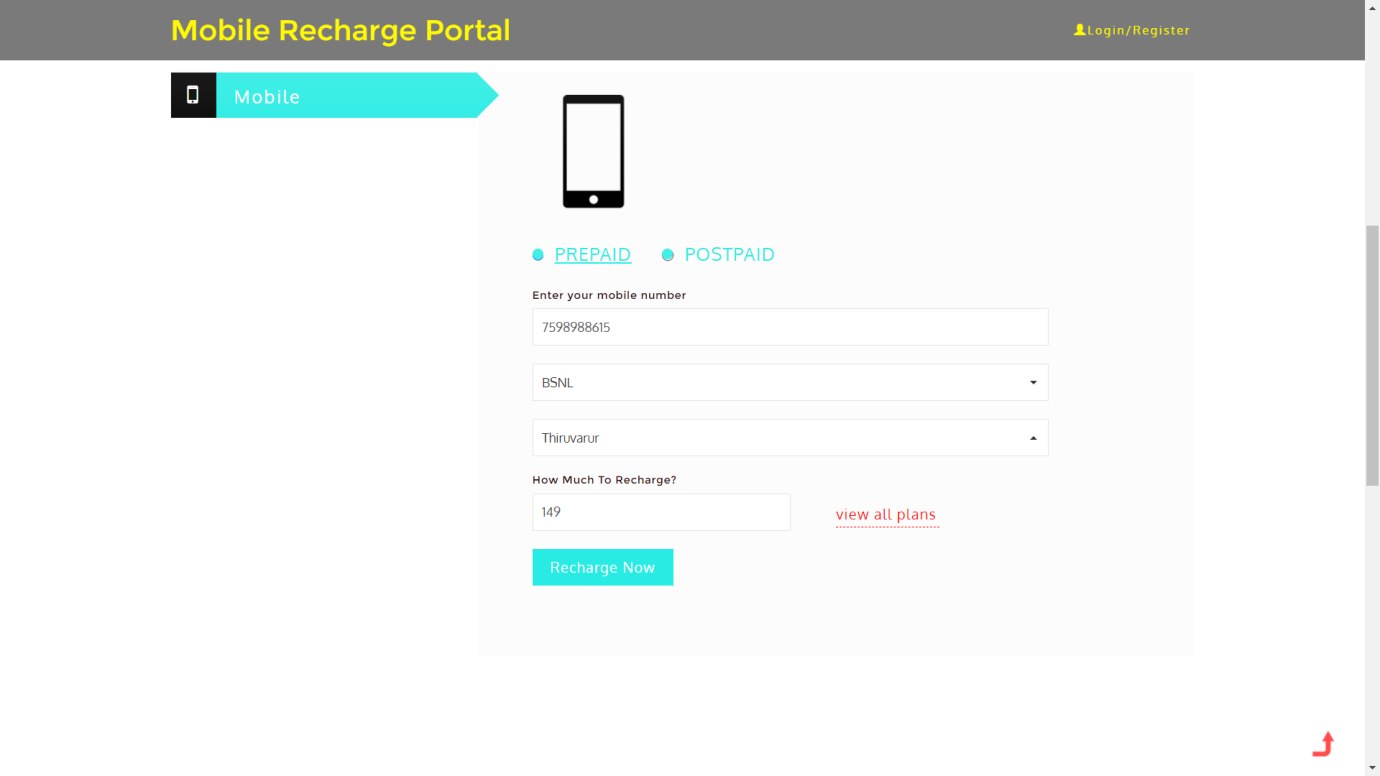 Mobile Recharge Portal
Login/Register
Mobile
PREPAID
POSTPAID
Enter your mobile number
7598988615
BSNL
Thiruvarur
How Much To Recharge?
149
view all plans
Recharge Now